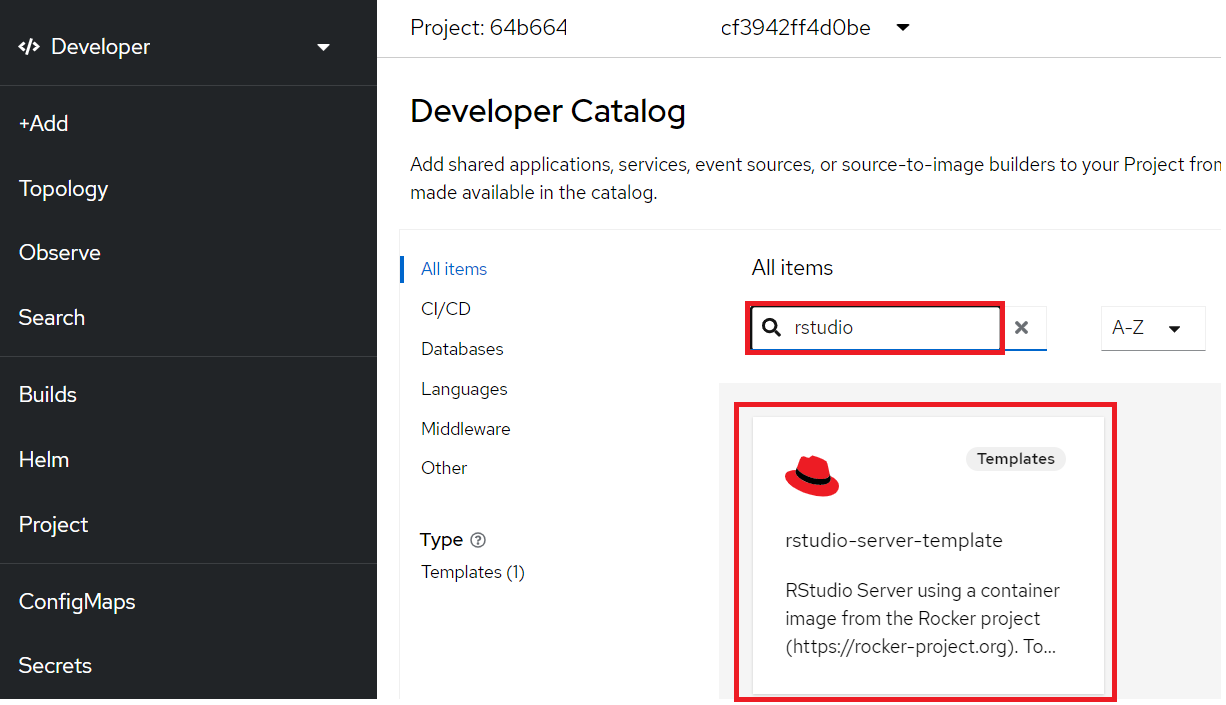 Developer
+Add
Topology
Observe
Search
Builds
Helm
Project
ConfigMaps
Secrets
Project: 64b664 cf3942ff4d0be
Developer Catalog
Add shared applications, services, event sources, or source-to-image builders to your Project from
made available in the catalog.
All items
CI/CD
Databases
Languages
Middleware
Other
Type
Templates (1)
All items
rstudio
A-Z
Templates
rstudio-server-template
RStudio Server using a container
image from the Rocker project
(https://rocker-project.org). To...